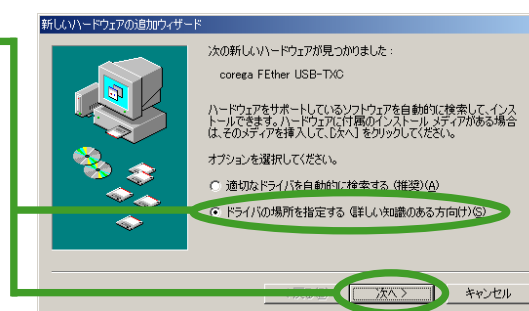 新しいハードウェアの追加ウィザード
次の新しいハードウェアが見つかりました :
corega FEther USB-TXC
ハードウェアをサポートしているソフトウェアを自動的に検索して、インス
トールできます。ハードウェアに付属のインストール メディアがある場合
は、そのメディアを挿入して、[次へ] をクリックしてください。
オプションを選択してください。
適切なドライバを自動的に検索する (推奨)(A)
ドライバの場所を指定する (詳しい知識のある方向け)(S)
次へ >
キャンセル